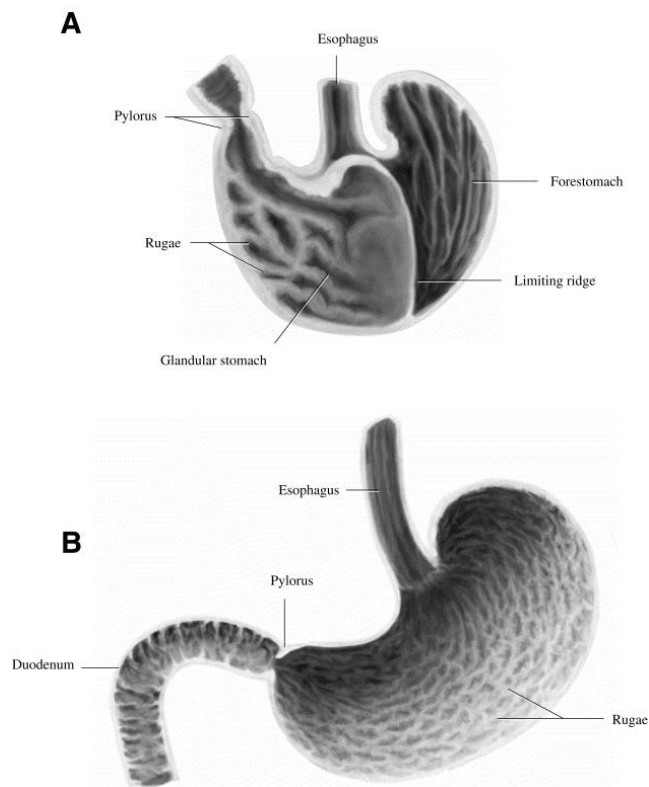 A
Esophagus
Pylorus
Forestomach
Rugae
Limiting ridge
Glandular stomach
B
Esophagus
Pylorus
Duodenum
Rugae